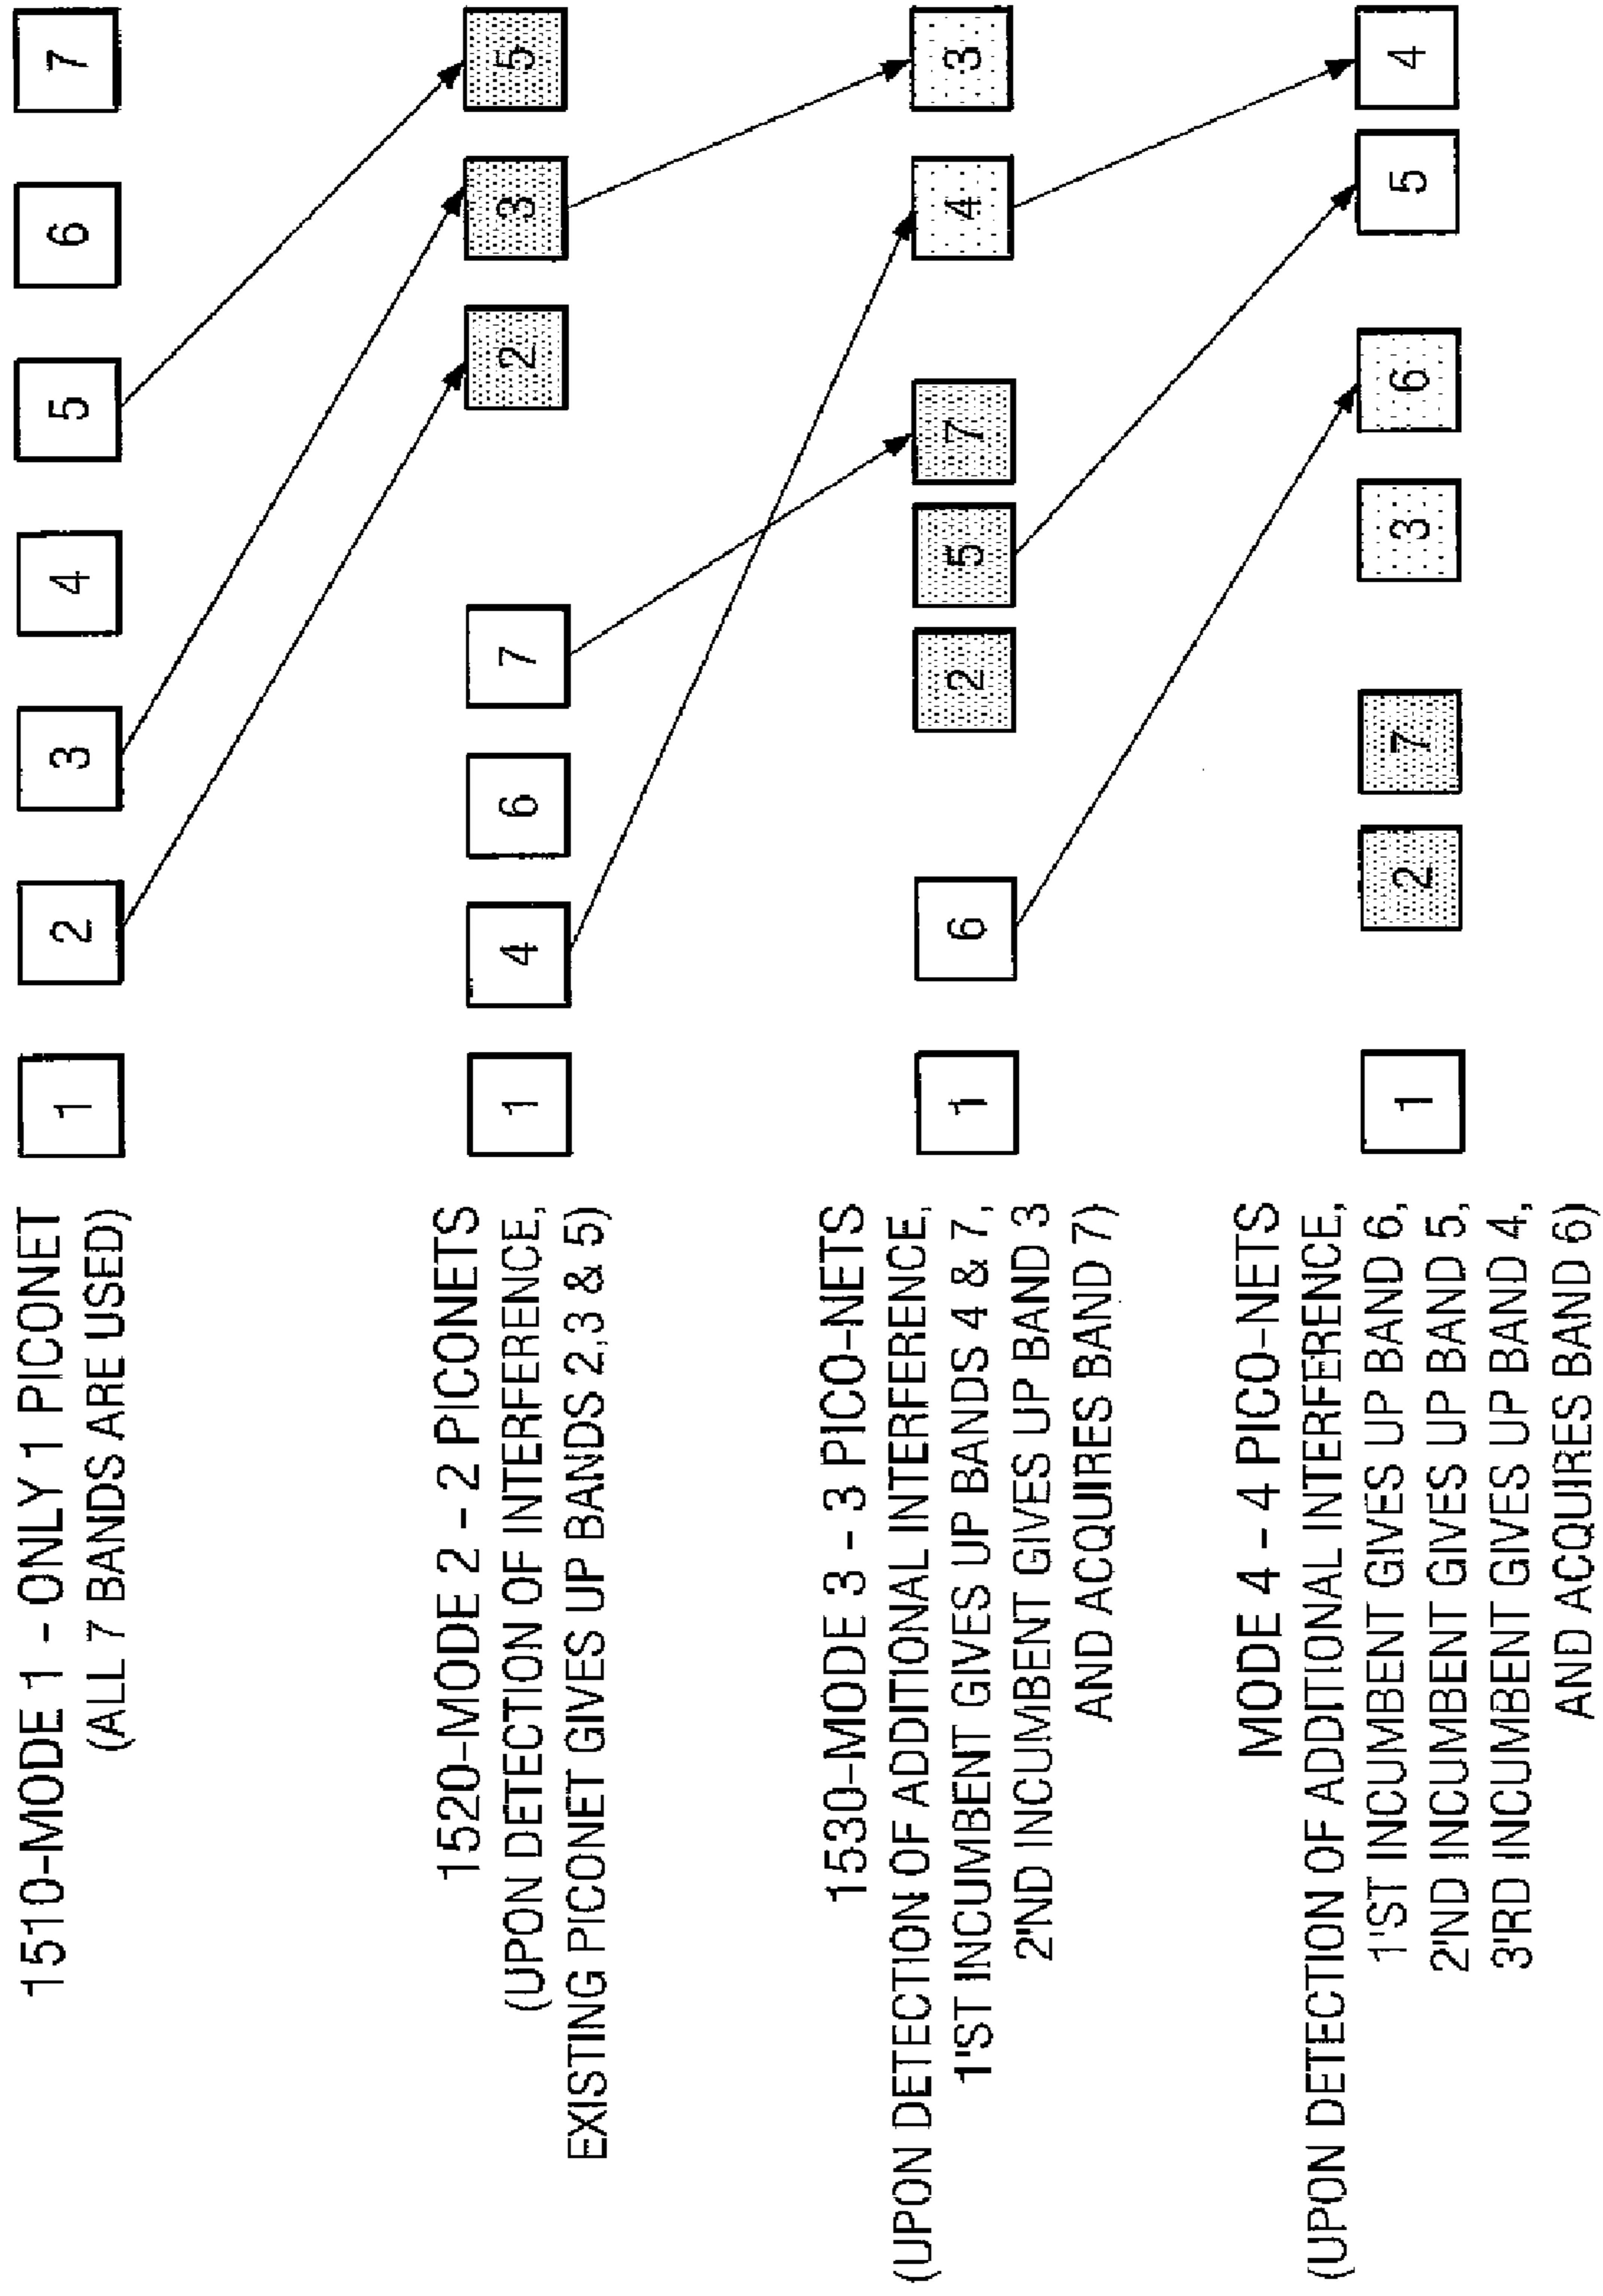 1510-MODE 1 - ONLY 1 PICONET
(ALL 7 BANDS ARE USED)
1 2 3 4 5 6 7
1520-MODE 2 - 2 PICONETS
(UPON DETECTION OF INTERFERENCE,
EXISTING PICONET GIVES UP BANDS 2,3 & 5)
1 4 6 7 2 3 5
1530-MODE 3 - 3 PICO-NETS
(UPON DETECTION OF ADDITIONAL INTERFERENCE,
1'ST INCUMBENT GIVES UP BANDS 4 & 7,
2'ND INCUMBENT GIVES UP BAND 3
AND ACQUIRES BAND 7)
1 6 2 5 7 4 3
MODE 4 - 4 PICO-NETS
(UPON DETECTION OF ADDITIONAL INTERFERENCE,
1'ST INCUMBENT GIVES UP BAND 6,
2'ND INCUMBENT GIVES UP BAND 5,
3'RD INCUMBENT GIVES UP BAND 4,
AND ACQUIRES BAND 6)
1 2 7 3 6 5 4